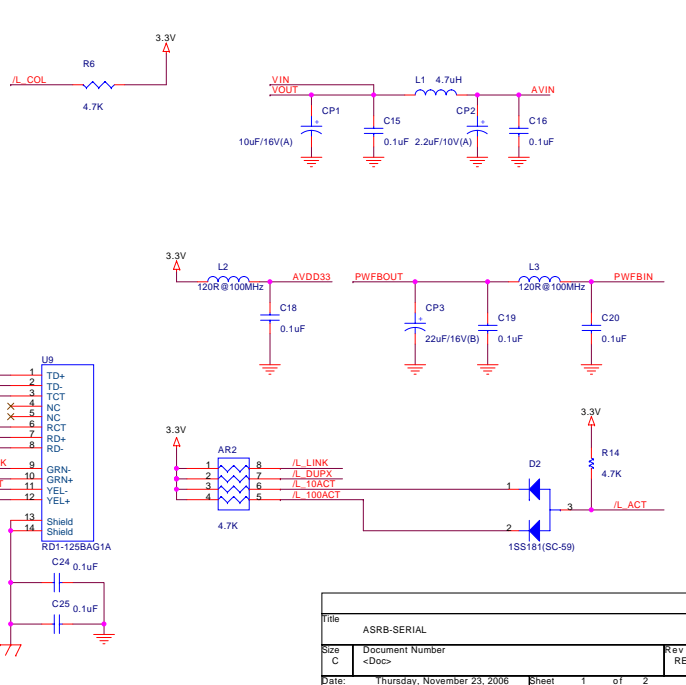 3.3V
R6
/L_COL
4.7K
VIN
VOUT
L1 4.7uH
AVIN
CP1
10uF/16V(A)
C15
0.1uF
CP2
2.2uF/10V(A)
C16
0.1uF
3.3V
L2
120R@100MHz
AVDD33
C18
0.1uF
PWFBOUT
L3
120R@100MHz
PWFBIN
CP3
22uF/16V(B)
C19
0.1uF
C20
0.1uF
U9
1 TD+
2 TD-
3 TCT
4 NC
5 NC
6 RCT
7 RD+
8 RD-
9 GRN-
10 GRN+
11 YEL-
12 YEL+
13 Shield
14 Shield
RD1-125BAG1A
K
T
C24
0.1uF
C25
0.1uF
3.3V
AR2
1 8 /L_LINK
2 7 /L_DUPX
3 6 /L_10ACT
4 5 /L_100ACT
4.7K
3.3V
R14
4.7K
D2
1
2
3
/L_ACT
1SS181(SC-59)
Title
ASRB-SERIAL
Size
C
Document Number
<Doc>
Rev
RE
Date: Thursday, November 23, 2006 Sheet 1 of 2